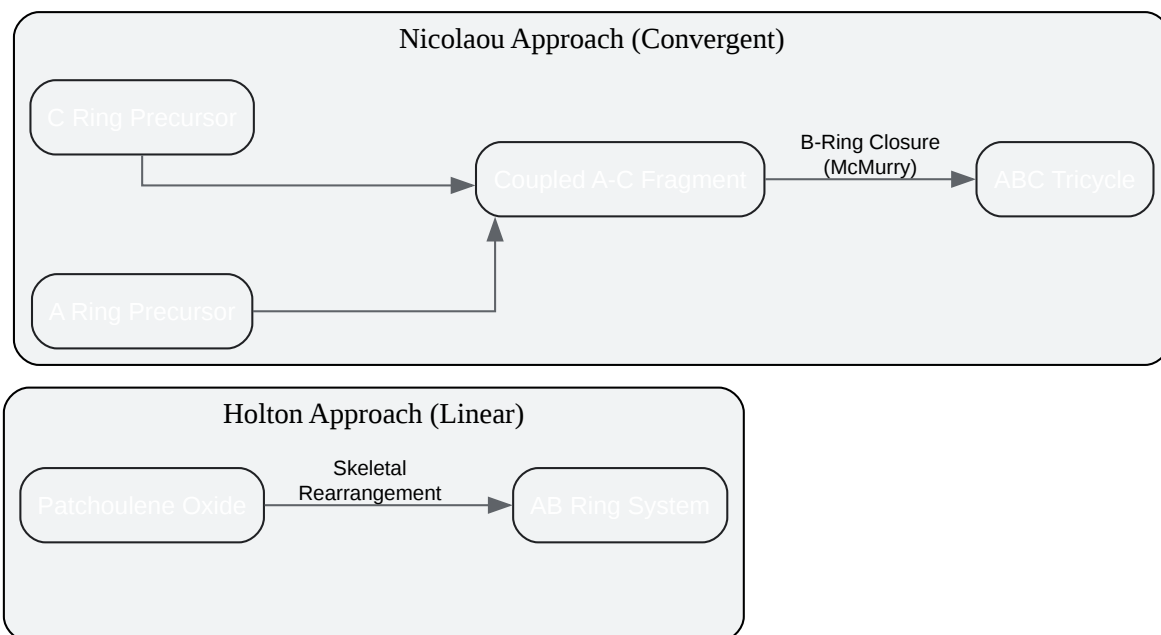 Nicolaou Approach (Convergent)
C Ring Precursor
B-Ring Closure
(McMurry)
Coupled A-C Fragment
ABC Tricycle
A Ring Precursor
Holton Approach (Linear)
Skeletal
Rearrangement
Patchoulene Oxide
AB Ring System